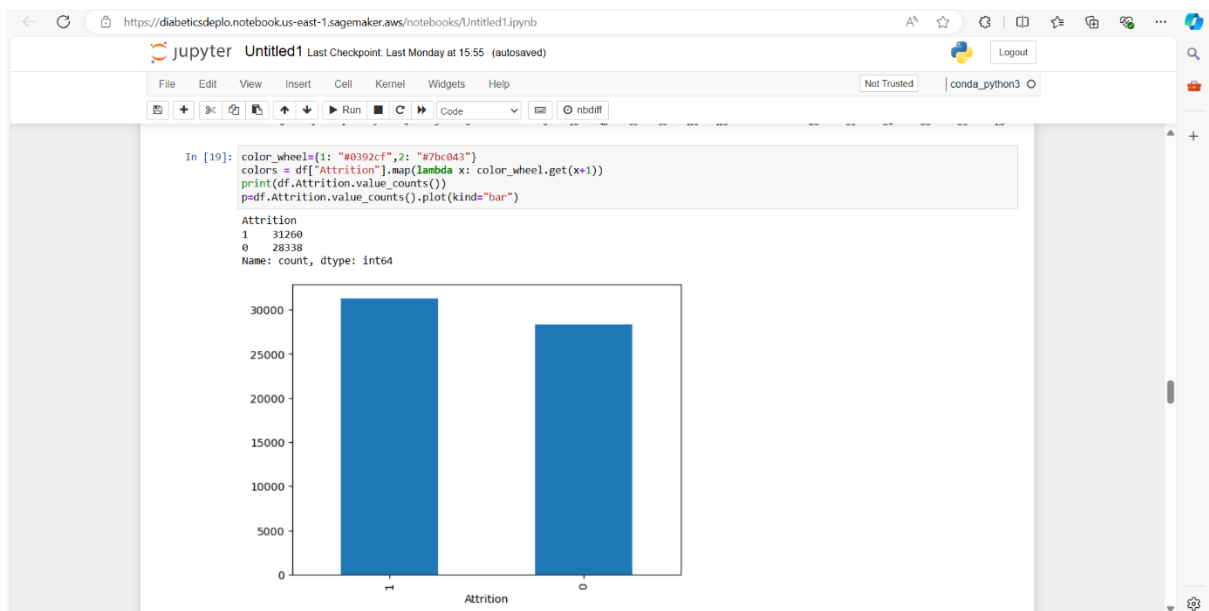 https://diabeticsdeplo.notebook.us-east-1.sagemaker.aws/notebooks/Untitled1.ipynb
jupyter Untitled1 Last Checkpoint: Last Monday at 15:55 (autosaved)
Logout
File Edit View Insert Cell Kernel Widgets Help
Not Trusted
conda_python3
Run Code nbdiff
In [19]: color_wheel={1: "#0392cf",2: "#7bc043"}
colors = df["Attrition"].map(lambda x: color_wheel.get(x+1))
print(df.Attrition.value_counts())
p=df.Attrition.value_counts().plot(kind="bar")
Attrition
1 31260
0 28338
Name: count, dtype: int64
30000
25000
20000
15000
10000
5000
0
1 0
Attrition